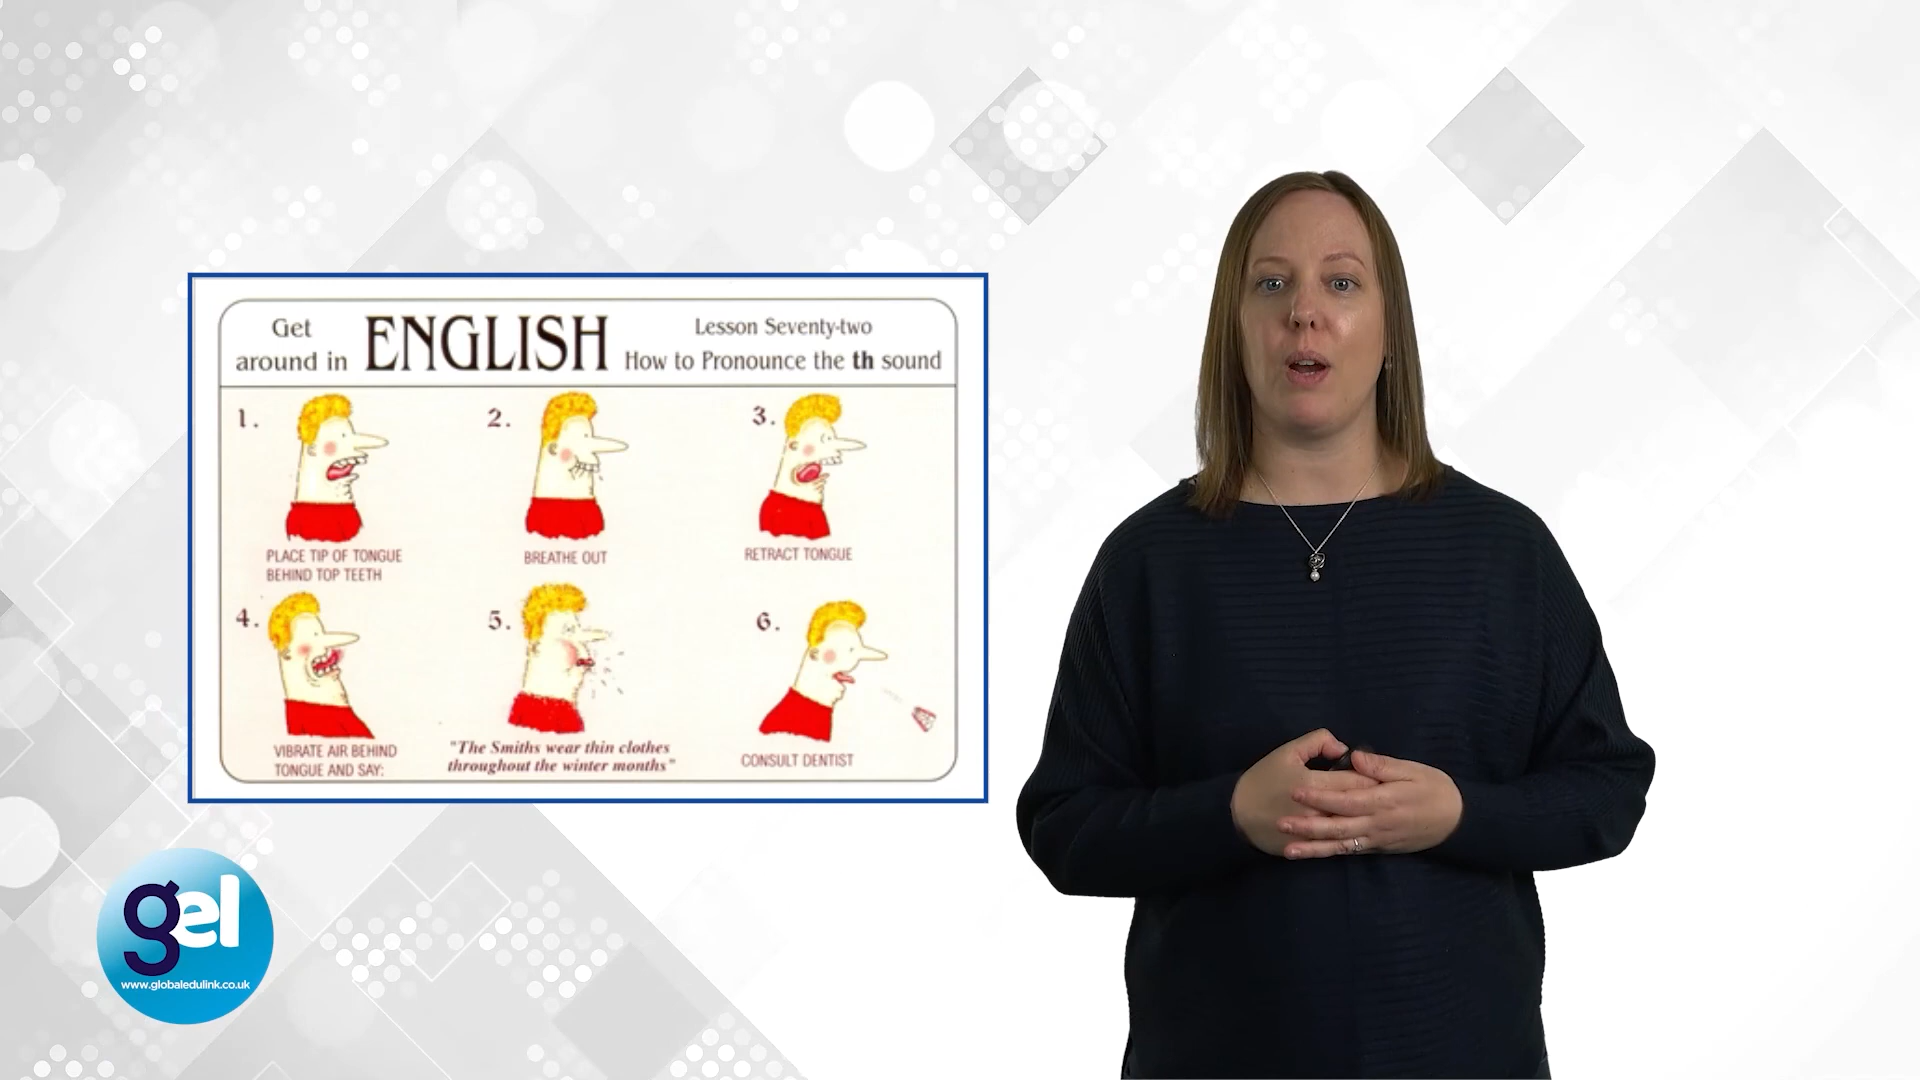 Get
around in
ENGLISH
Lesson Seventy-two
How to Pronounce the th sound
1.
PLACE TIP OF TONGUE
BEHIND TOP TEETH
2.
BREATHE OUT
3.
RETRACT TONGUE
4.
VIBRATE AIR BEHIND
TONGUE AND SAY:
5.
"The Smiths wear thin clothes
throughout the winter months"
6.
CONSULT DENTIST
gel
www.globaledulink.co.uk